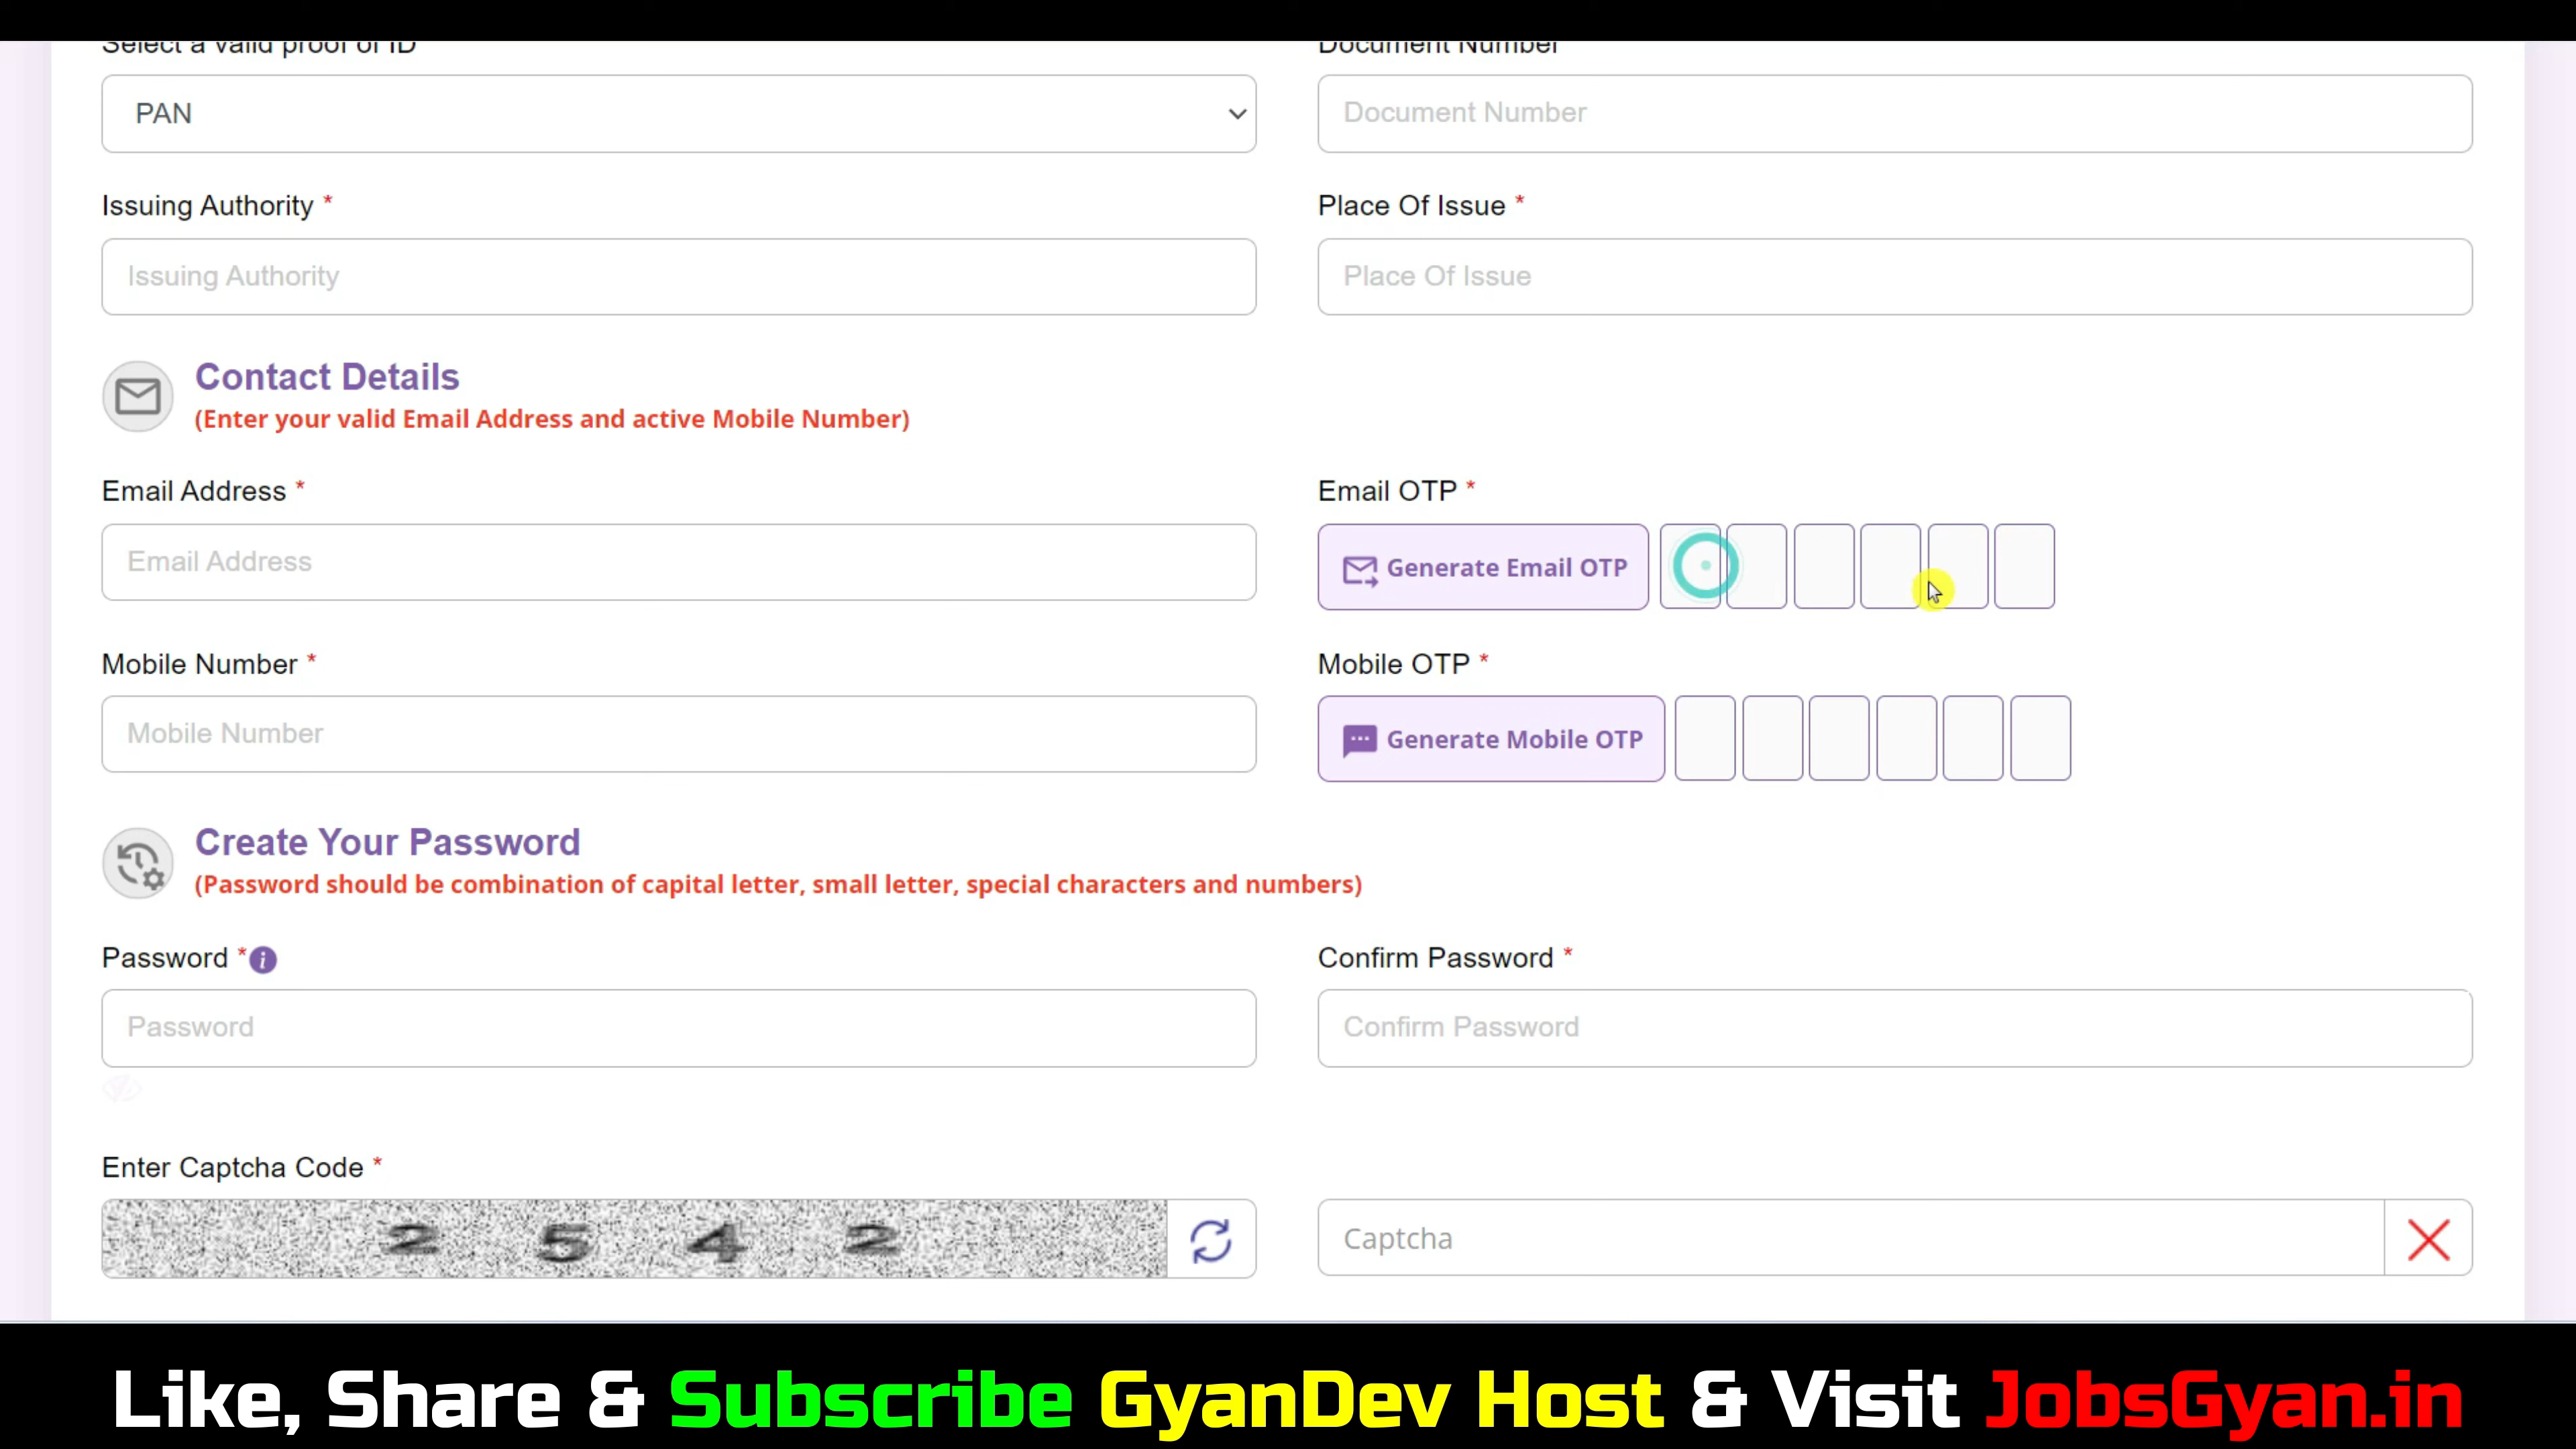 Select a valid proof of ID
Document Number
PAN
Document Number
Issuing Authority *
Place Of Issue *
Issuing Authority
Place Of Issue
Contact Details
(Enter your valid Email Address and active Mobile Number)
Email Address *
Email OTP *
Email Address
Generate Email OTP
Mobile Number *
Mobile OTP *
Mobile Number
Generate Mobile OTP
Create Your Password
(Password should be combination of capital letter, small letter, special characters and numbers)
Password * i
Confirm Password *
Password
Confirm Password
Enter Captcha Code *
2 5 4 2
Captcha
Like, Share & Subscribe GyanDev Host & Visit JobsGyan.in